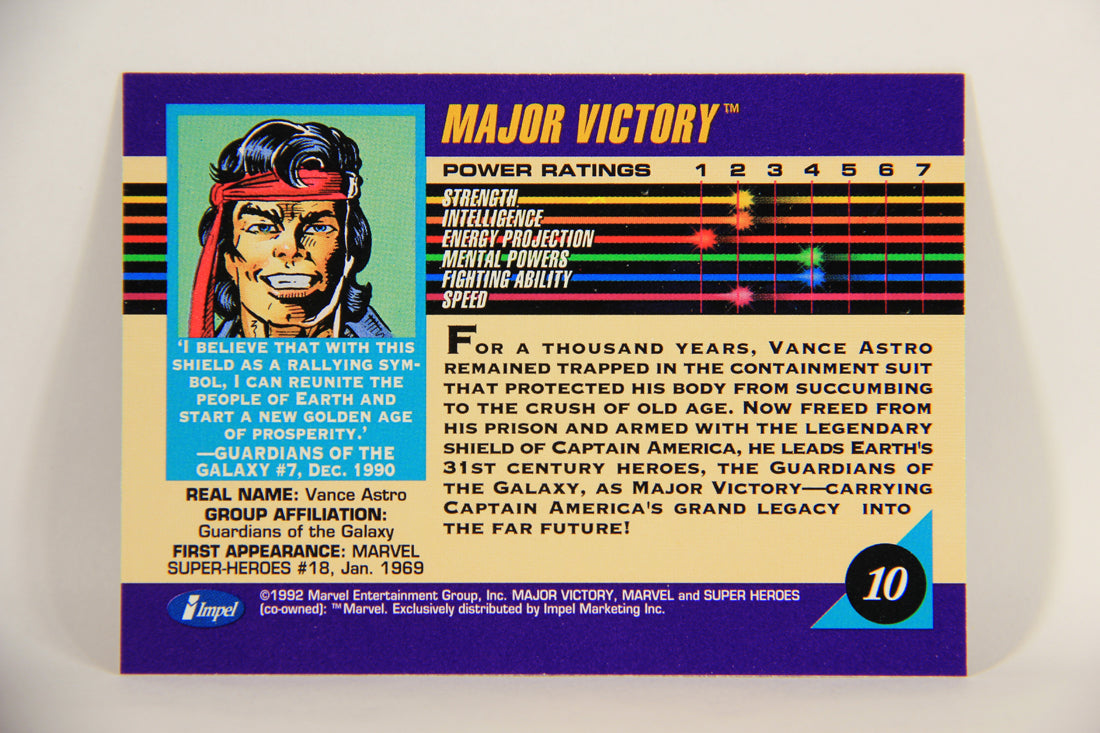 MAJOR VICTORY™
POWER RATINGS 1 2 3 4 5 6 7
STRENGTH
INTELLIGENCE
ENERGY PROJECTION
MENTAL POWERS
FIGHTING ABILITY
SPEED
'I BELIEVE THAT WITH THIS
SHIELD AS A RALLYING SYM-
BOL, I CAN REUNITE THE
PEOPLE OF EARTH AND
START A NEW GOLDEN AGE
OF PROSPERITY.'
—GUARDIANS OF THE
GALAXY #7, DEC. 1990
REAL NAME: Vance Astro
GROUP AFFILIATION:
Guardians of the Galaxy
FIRST APPEARANCE: MARVEL
SUPER-HEROES #18, Jan. 1969
FOR A THOUSAND YEARS, VANCE ASTRO
REMAINED TRAPPED IN THE CONTAINMENT SUIT
THAT PROTECTED HIS BODY FROM SUCCUMBING
TO THE CRUSH OF OLD AGE. NOW FREED FROM
HIS PRISON AND ARMED WITH THE LEGENDARY
SHIELD OF CAPTAIN AMERICA, HE LEADS EARTH'S
31ST CENTURY HEROES, THE GUARDIANS OF
THE GALAXY, AS MAJOR VICTORY—CARRYING
CAPTAIN AMERICA'S GRAND LEGACY INTO
THE FAR FUTURE!
10
Impel
©1992 Marvel Entertainment Group, Inc. MAJOR VICTORY, MARVEL and SUPER HEROES
(co-owned): ™Marvel. Exclusively distributed by Impel Marketing Inc.